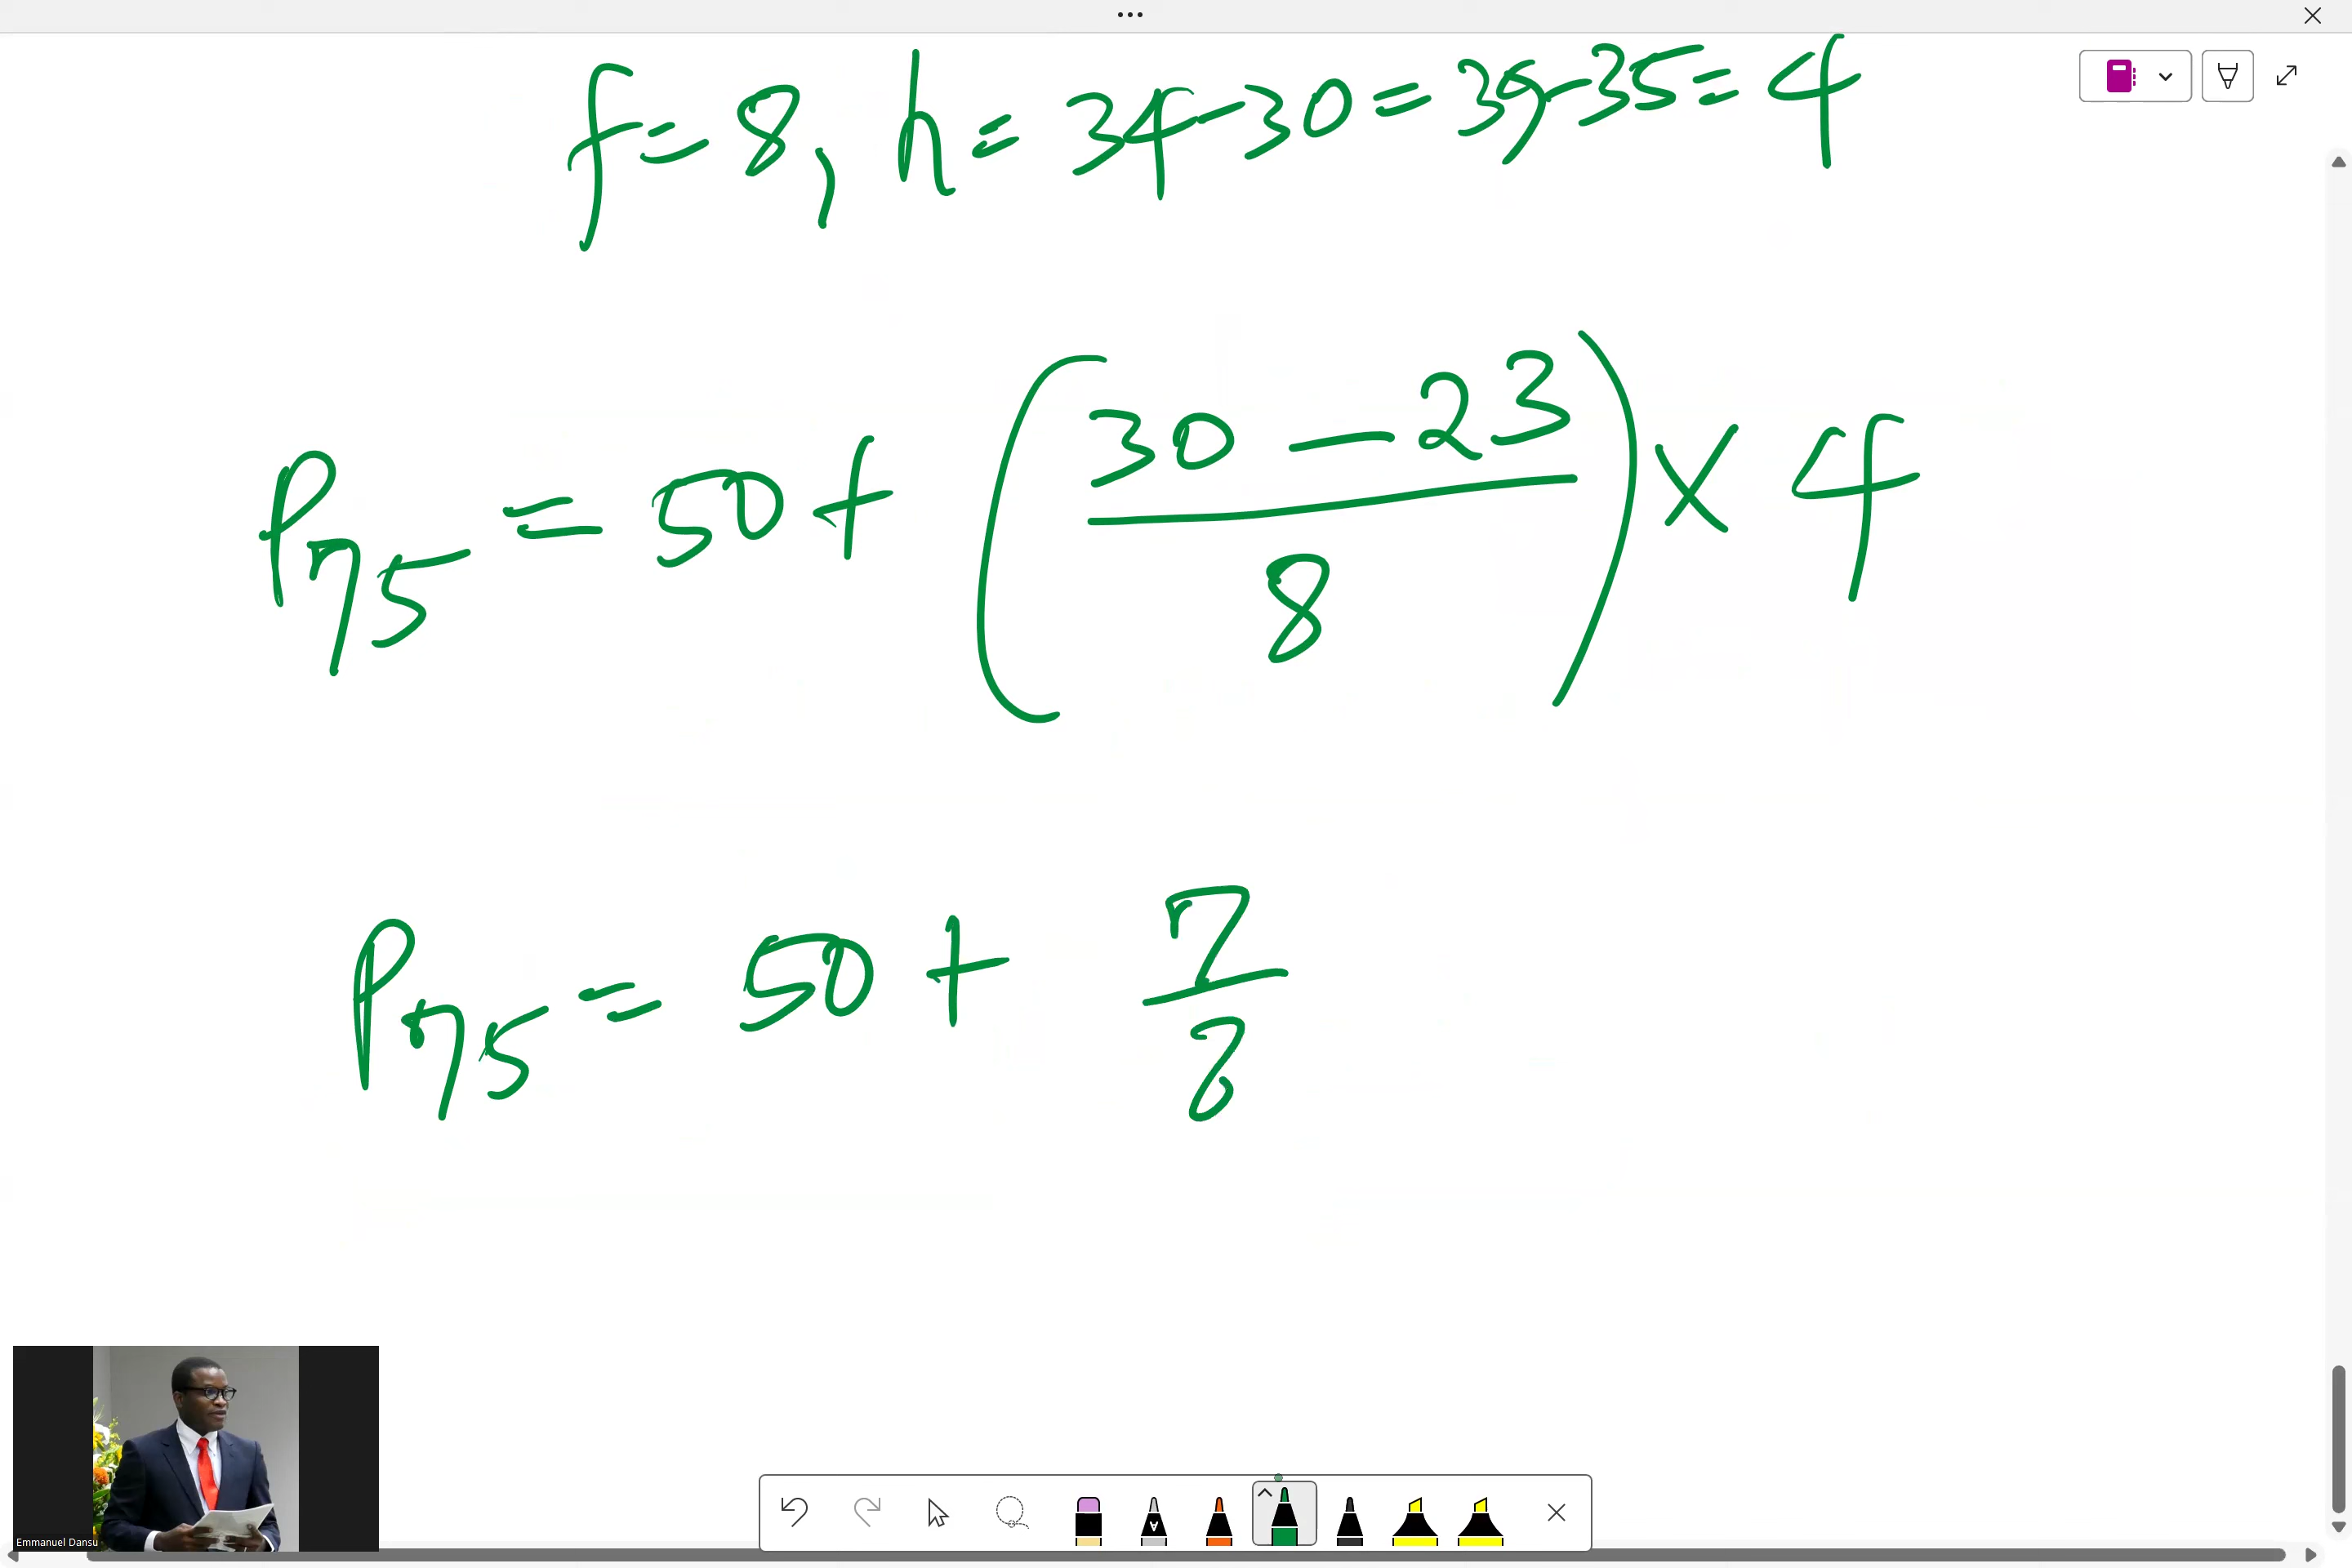 f = 8, h = 34 - 30 = 39 - 35 = 4
P75 = 50 + (30 - 23 / 8) × 4
P75 = 50 + 7/8
Emmanuel Dansu